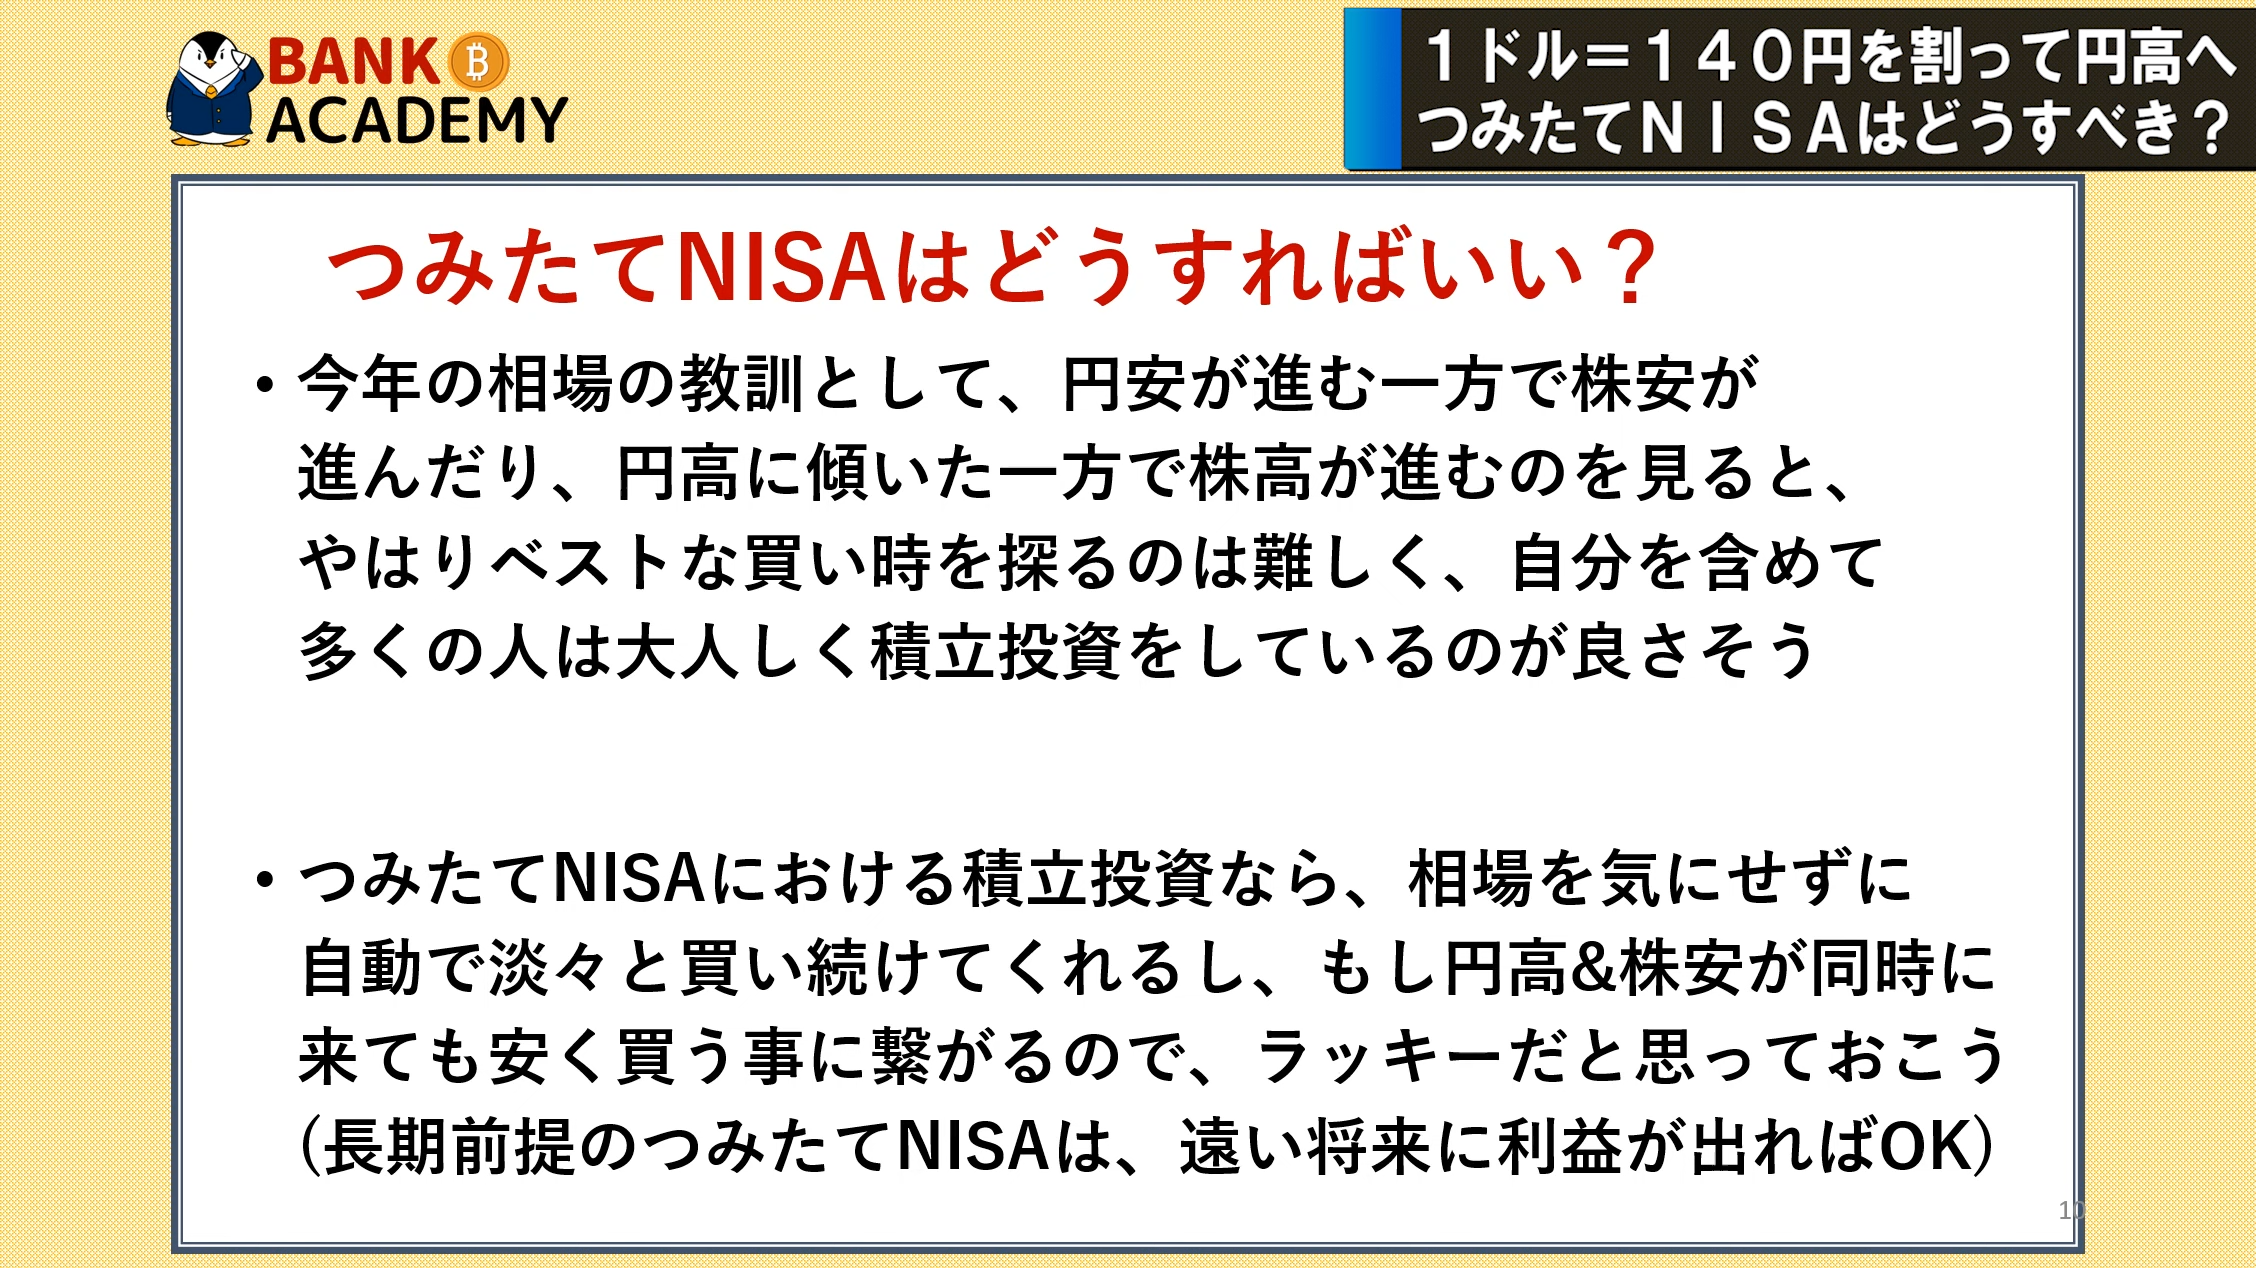 BANK
ACADEMY
１ドル＝１４０円を割って円高へ
つみたてＮＩＳＡはどうすべき？
つみたてNISAはどうすればいい？
• 今年の相場の教訓として、円安が進む一方で株安が
進んだり、円高に傾いた一方で株高が進むのを見ると、
やはりベストな買い時を探るのは難しく、自分を含めて
多くの人は大人しく積立投資をしているのが良さそう
• つみたてNISAにおける積立投資なら、相場を気にせずに
自動で淡々と買い続けてくれるし、もし円高&株安が同時に
来ても安く買う事に繋がるので、ラッキーだと思っておこう
(長期前提のつみたてNISAは、遠い将来に利益が出ればOK)
10